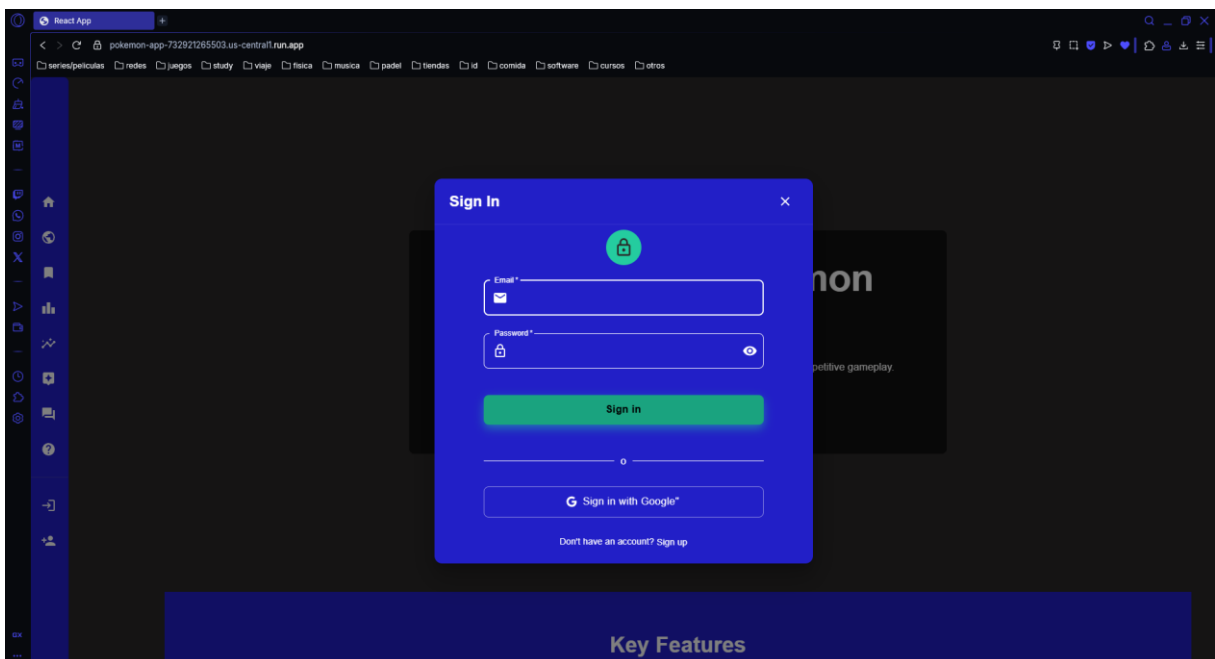 React App
pokemon-app-732921265503.us-central1.run.app
series/peliculas redes juegos study viaje fisica musica padel tiendas id comida software cursos otros
Sign In
mon
Email *
Password *
petitive gameplay.
Sign in
o
G Sign in with Google"
Don't have an account? Sign up
Key Features
GX